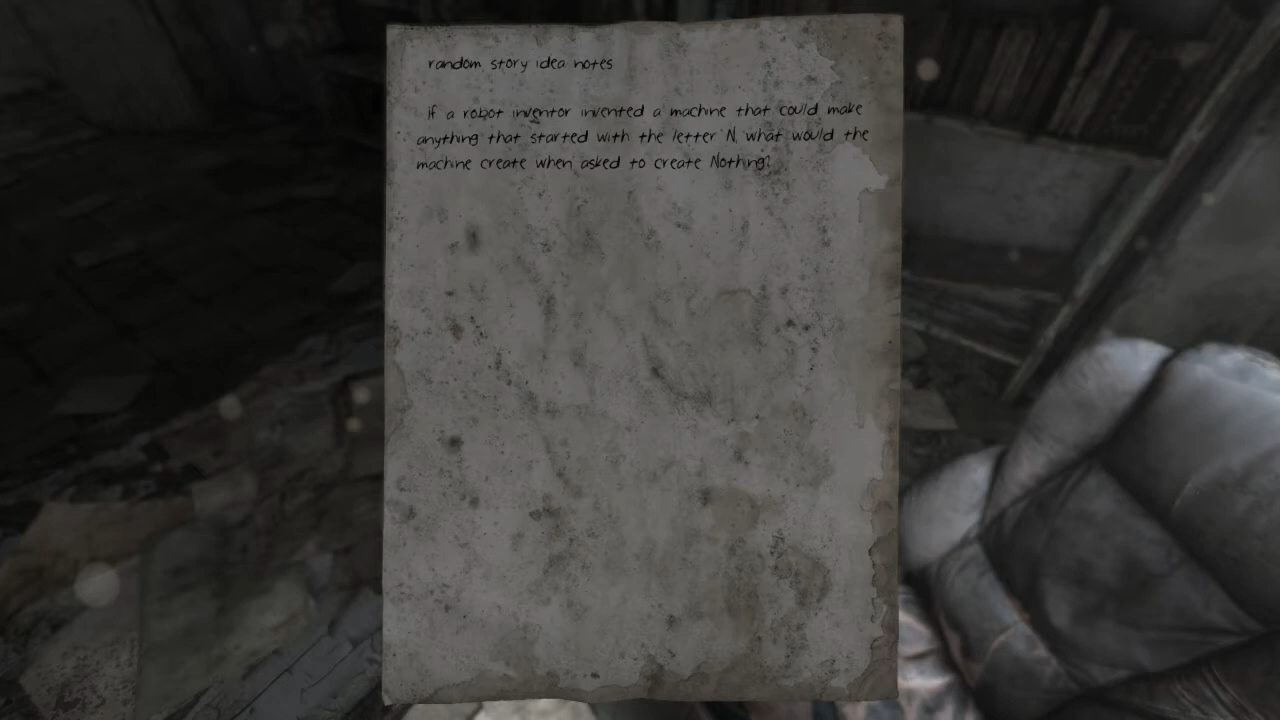 random story idea notes
if a robot inventor invented a machine that could make
anything that started with the letter N, what would the
machine create when asked to create Nothing?